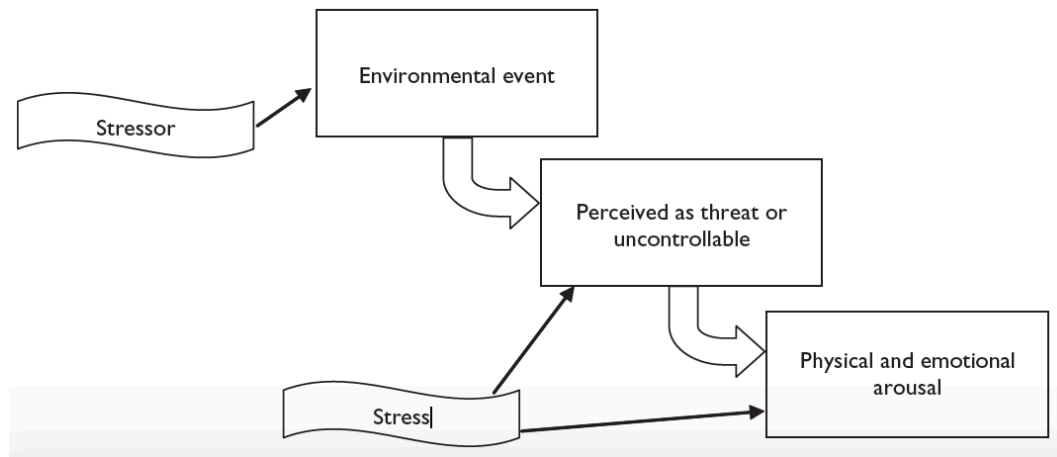 Environmental event
Stressor
Perceived as threat or
uncontrollable
Physical and emotional
arousal
Stress